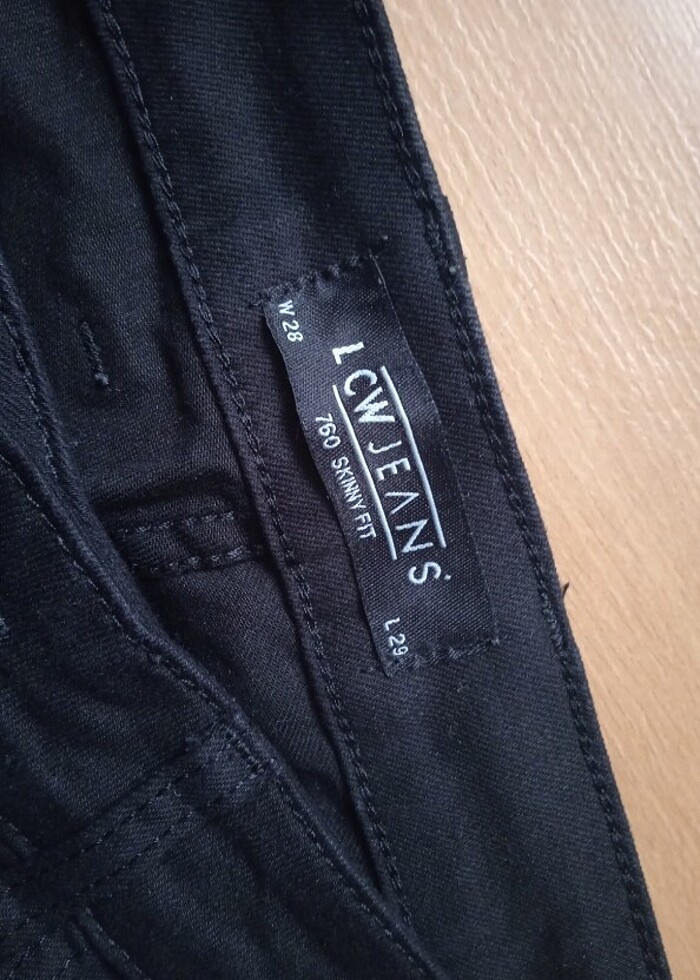 W 28
LCW JEANS
760 SKINNY FIT
L 29